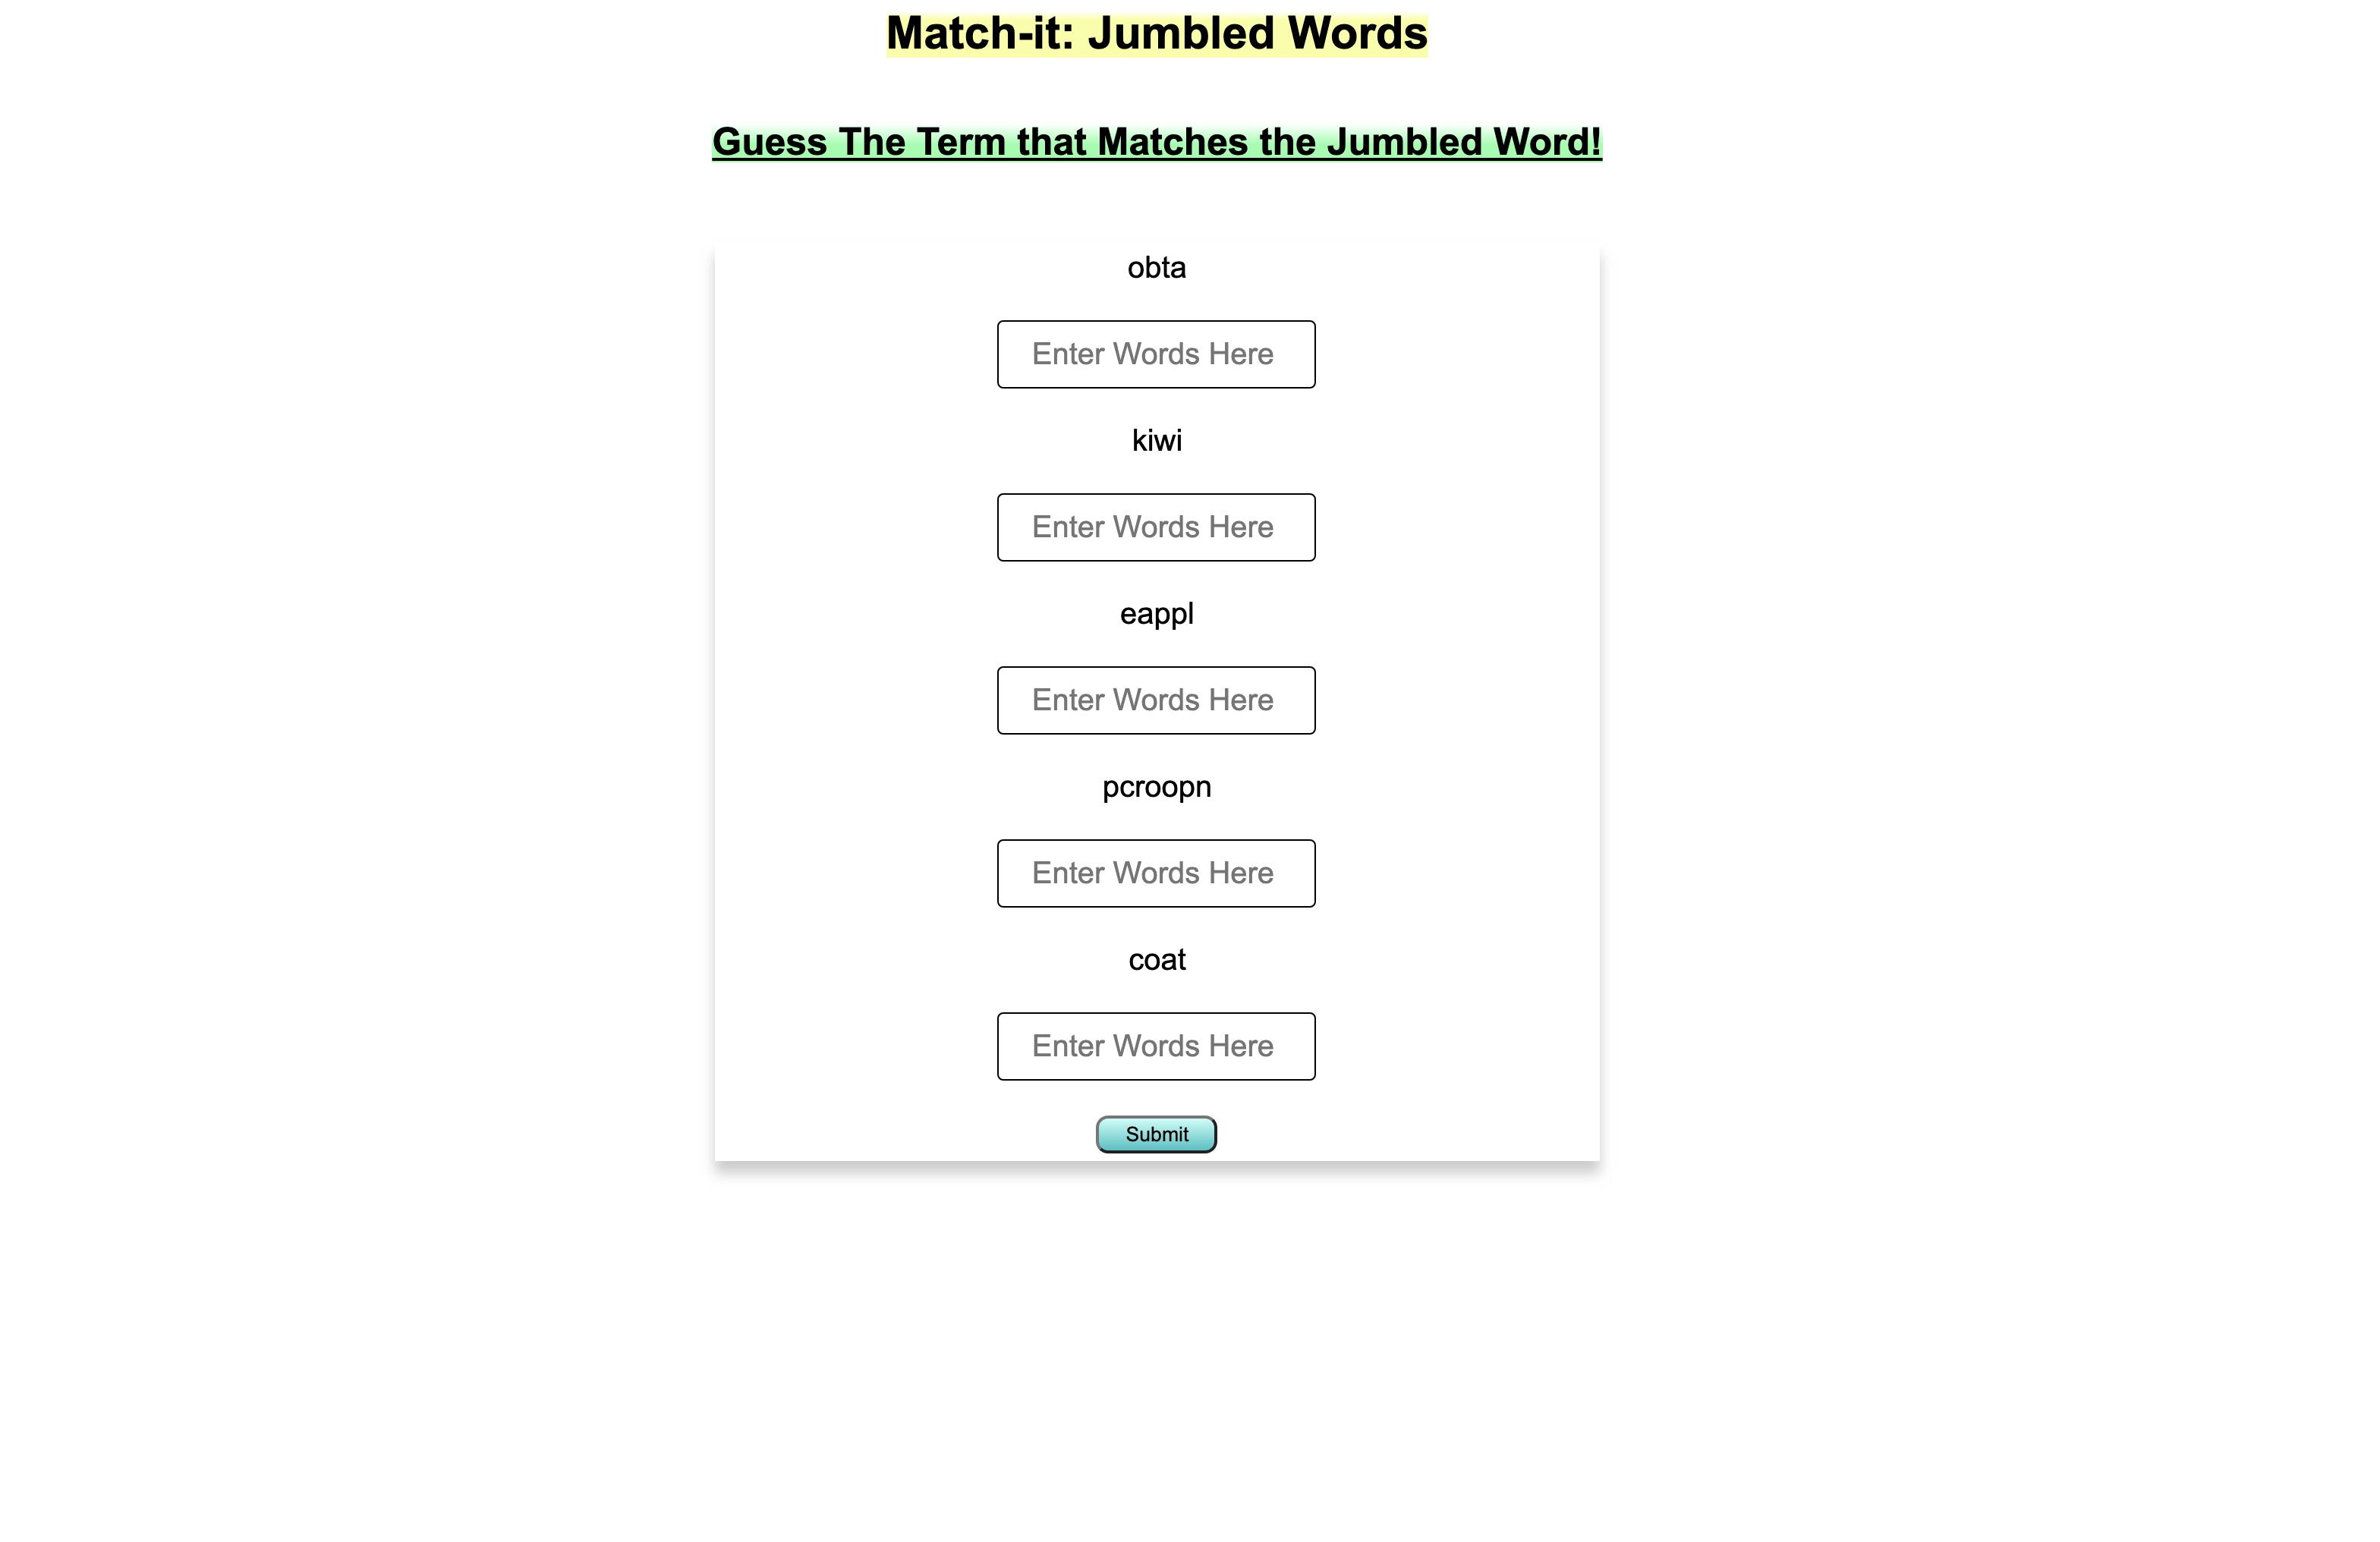 Match-it: Jumbled Words
Guess The Term that Matches the Jumbled Word!
obta
Enter Words Here
kiwi
Enter Words Here
eappl
Enter Words Here
pcroopn
Enter Words Here
coat
Enter Words Here
Submit